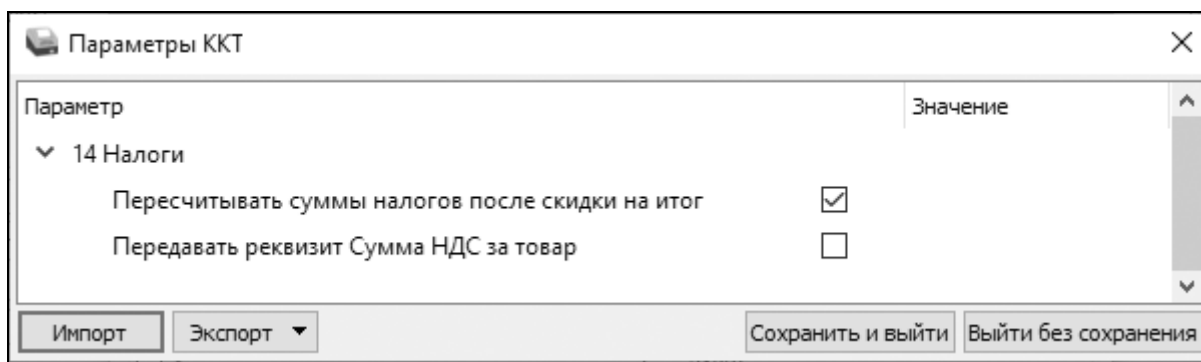 Параметры ККТ
Параметр Значение
14 Налоги
Пересчитывать суммы налогов после скидки на итог
Передавать реквизит Сумма НДС за товар
Импорт Экспорт Сохранить и выйти Выйти без сохранения